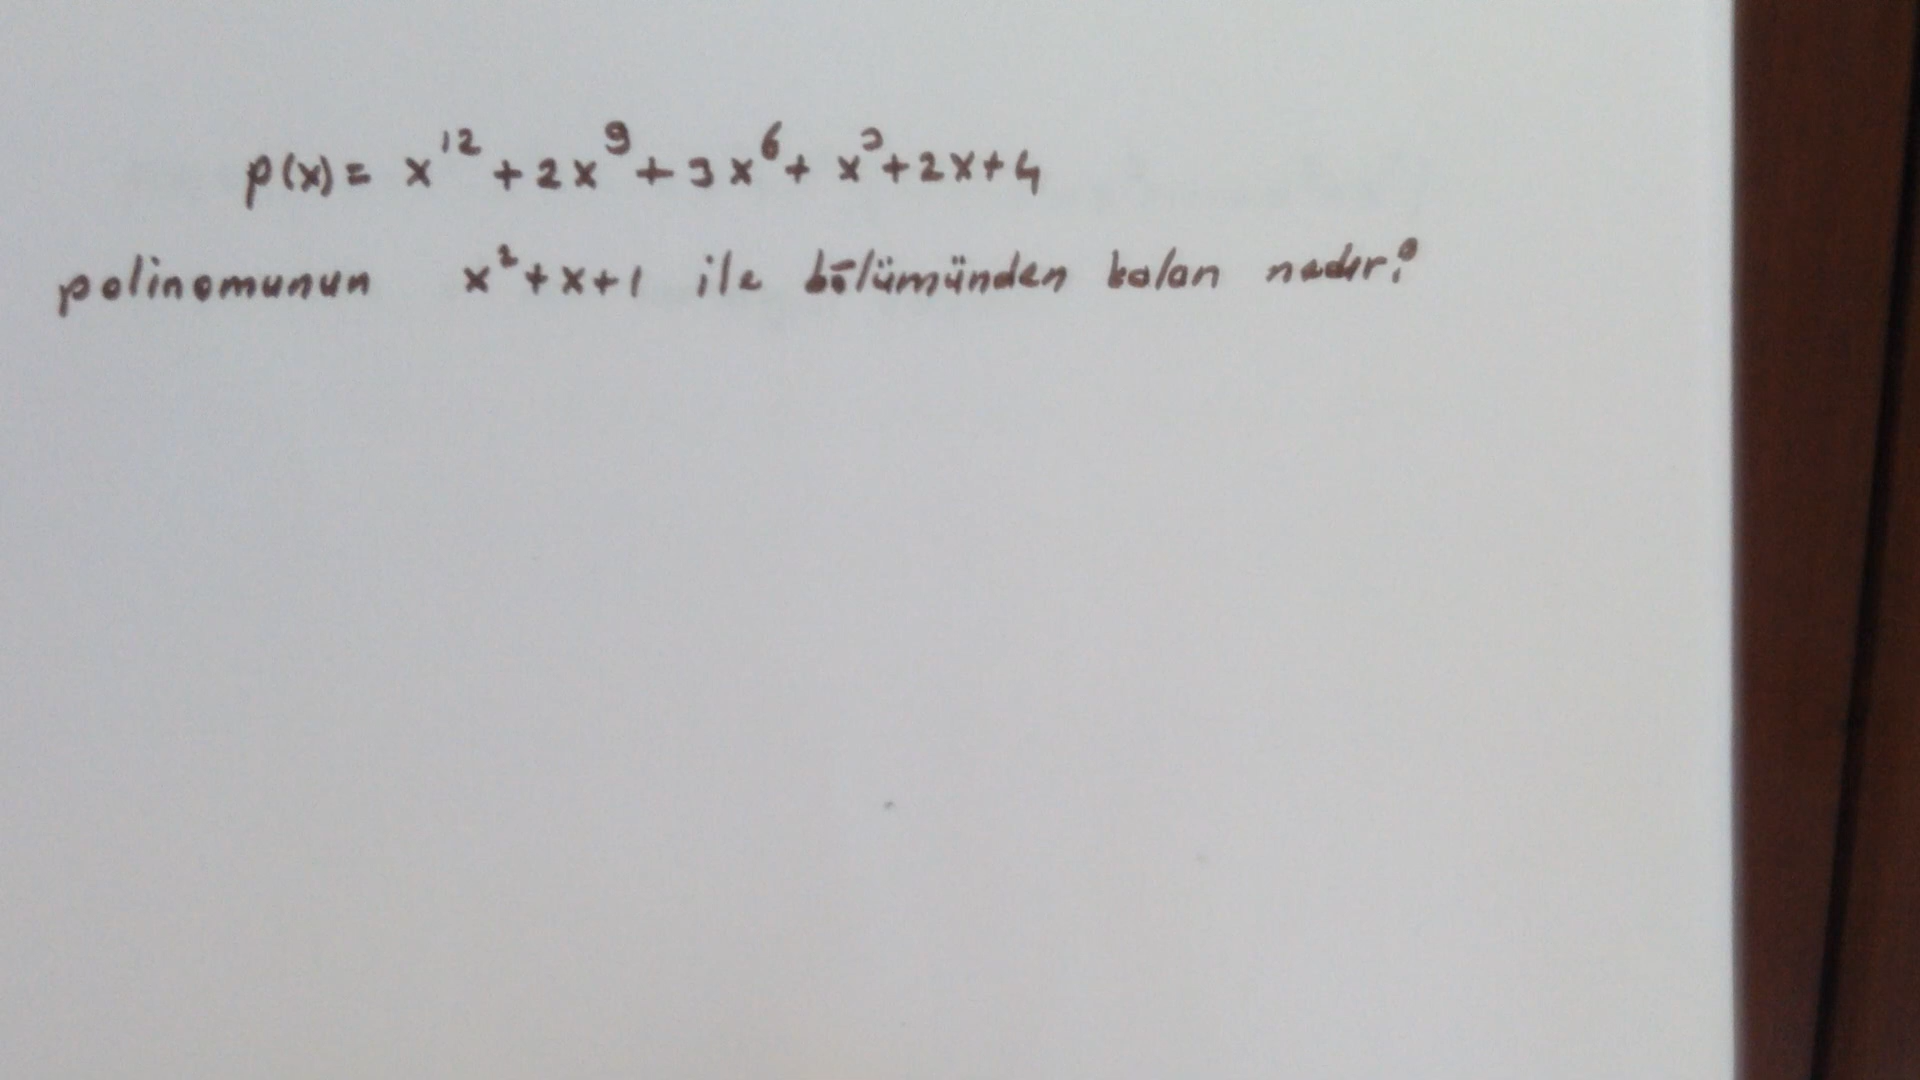 p(x) = x¹² + 2x⁹ + 3x⁶ + x³ + 2x + 4
polinomunun x² + x + 1 ile bölümünden kalan nedir?